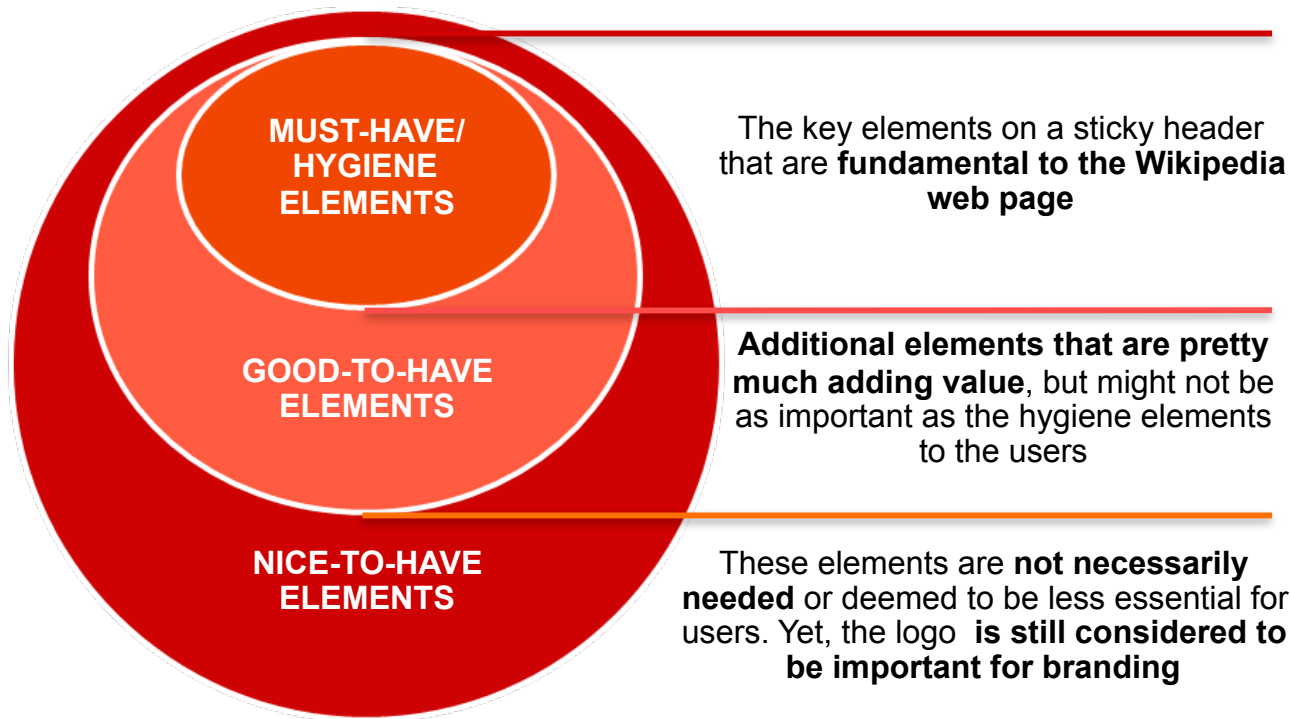 MUST-HAVE/
HYGIENE
ELEMENTS
The key elements on a sticky header
that are fundamental to the Wikipedia
web page
GOOD-TO-HAVE
ELEMENTS
Additional elements that are pretty
much adding value, but might not be
as important as the hygiene elements
to the users
NICE-TO-HAVE
ELEMENTS
These elements are not necessarily
needed or deemed to be less essential for
users. Yet, the logo  is still considered to
be important for branding